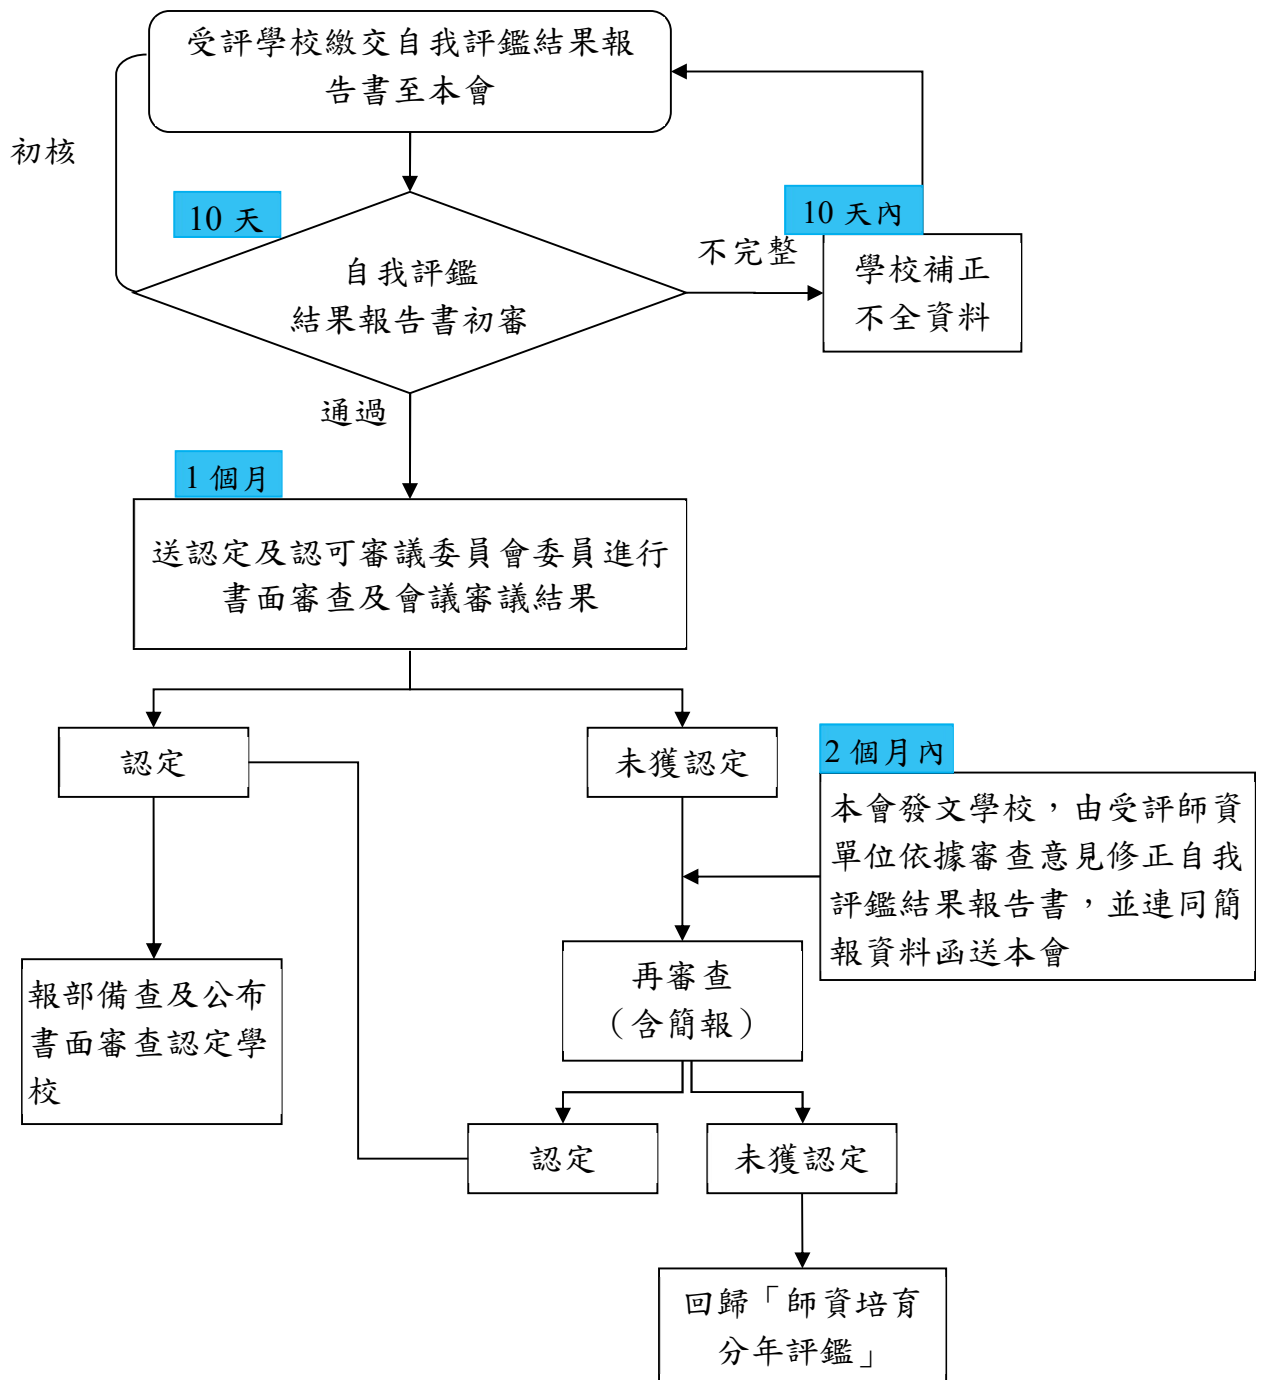 受評學校繳交自我評鑑結果報
告書至本會
初核
10 天
10 天內
不完整
學校補正
不全資料
自我評鑑
結果報告書初審
通過
1 個月
送認定及認可審議委員會委員進行
書面審查及會議審議結果
認定
未獲認定
2 個月內
本會發文學校，由受評師資
單位依據審查意見修正自我
評鑑結果報告書，並連同簡
報資料函送本會
報部備查及公布
書面審查認定學
校
再審查
（含簡報）
認定
未獲認定
回歸「師資培育
分年評鑑」